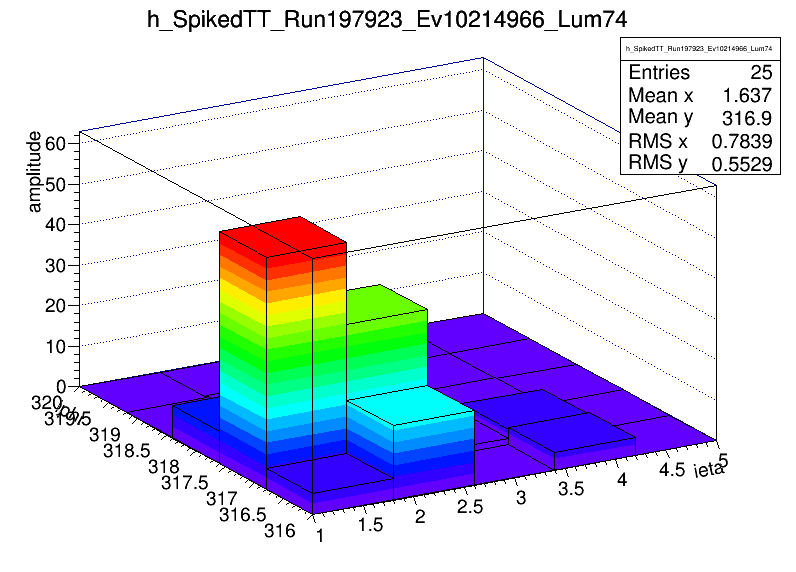 h_SpikedTT_Run197923_Ev10214966_Lum74
h_SpikedTT_Run197923_Ev10214966_Lum74
Entries 25
Mean x 1.637
Mean y 316.9
RMS x 0.7839
RMS y 0.5529
amplitude
60
50
40
30
20
10
0
320
319.5
319
318.5
318
317.5
317
316.5
316
1
1.5
2
2.5
3
3.5
4
4.5
5
ieta